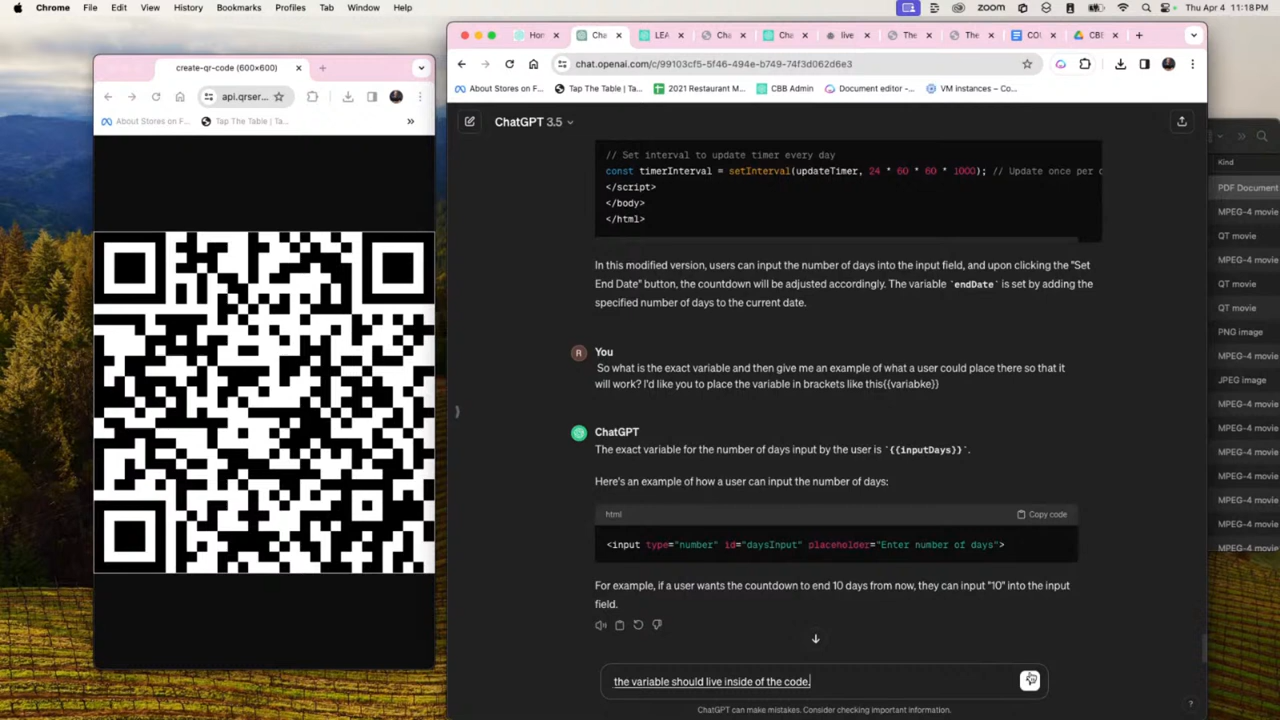 Chrome File Edit View History Bookmarks Profiles Tab Window Help zoom Thu Apr 4 11:18 PM
create-qr-code (600×600)
api.qrser...
About Stores on F... Tap The Table | Ta... »
Hon Cha LEA Cha Cha live The The COU CBE
chat.openai.com/c/99103cf5-5f46-494e-b749-74f3d062d6e3
About Stores on F... Tap The Table | Ta... 2021 Restaurant M... CBB Admin Document editor -... VM instances – Co...
ChatGPT 3.5
// Set interval to update timer every day
const timerInterval = setInterval(updateTimer, 24 * 60 * 60 * 1000); // Update once per
</script>
</body>
</html>
In this modified version, users can input the number of days into the input field, and upon clicking the "Set
End Date" button, the countdown will be adjusted accordingly. The variable `endDate` is set by adding the
specified number of days to the current date.
R You
So what is the exact variable and then give me an example of what a user could place there so that it
will work? I'd like you to place the variable in brackets like this{{variabke}}
ChatGPT
The exact variable for the number of days input by the user is `{{inputDays}}`.
Here's an example of how a user can input the number of days:
html Copy code
<input type="number" id="daysInput" placeholder="Enter number of days">
For example, if a user wants the countdown to end 10 days from now, they can input "10" into the input
field.
the variable should live inside of the code.
ChatGPT can make mistakes. Consider checking important information.
?
Kind
PDF Document
MPEG-4 movie
QT movie
MPEG-4 movie
QT movie
QT movie
PNG image
MPEG-4 movie
JPEG image
MPEG-4 movie
MPEG-4 movie
MPEG-4 movie
MPEG-4 movie
MPEG-4 movie
MPEG-4 movie